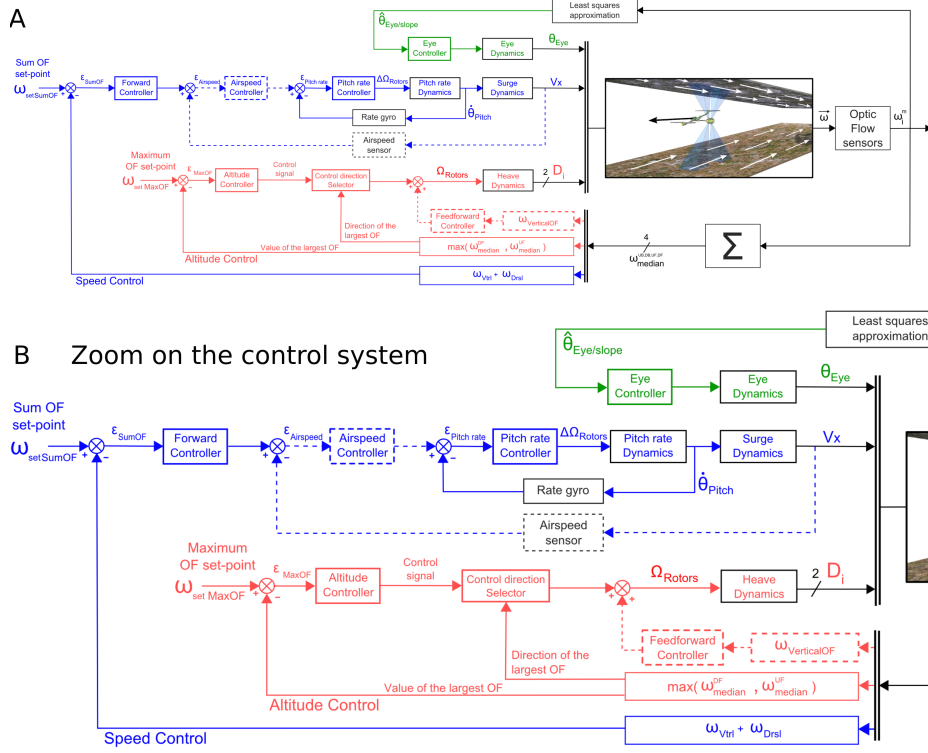 A
Least squares
approximation
θ̂Eye/slope
Eye
Controller
Eye
Dynamics
θEye
Sum OF
set-point
ωsetSumOF
+
−
εSumOF
Forward
Controller
+
−
εAirspeed
Airspeed
Controller
+
−
εPitch rate
Pitch rate
Controller
ΔΩRotors
Pitch rate
Dynamics
Surge
Dynamics
Vx
Rate gyro
θ̇Pitch
Airspeed
sensor
Optic
Flow
sensors
Maximum
OF set-point
ωset MaxOF
+
−
εMaxOF
Altitude
Controller
Control
signal
Control direction
Selector
+
+
ΩRotors
Heave
Dynamics
2
Di
Feedforward
Controller
ωVerticalOF
Direction of the
largest OF
Value of the largest OF
max( ωmedianDF , ωmedianUF )
Altitude Control
4
Σ
Speed Control
ωVtrl + ωDrsl
B Zoom on the control system
Least squares
approximation
θ̂Eye/slope
Eye
Controller
Eye
Dynamics
θEye
Sum OF
set-point
ωsetSumOF
+
−
εSumOF
Forward
Controller
+
−
εAirspeed
Airspeed
Controller
+
−
εPitch rate
Pitch rate
Controller
ΔΩRotors
Pitch rate
Dynamics
Surge
Dynamics
Vx
Rate gyro
θ̇Pitch
Airspeed
sensor
Maximum
OF set-point
ωset MaxOF
+
−
εMaxOF
Altitude
Controller
Control
signal
Control direction
Selector
+
+
ΩRotors
Heave
Dynamics
2
Di
Feedforward
Controller
ωVerticalOF
Direction of the
largest OF
Value of the largest OF
max( ωmedianDF , ωmedianUF )
Altitude Control
Speed Control
ωVtrl + ωDrsl